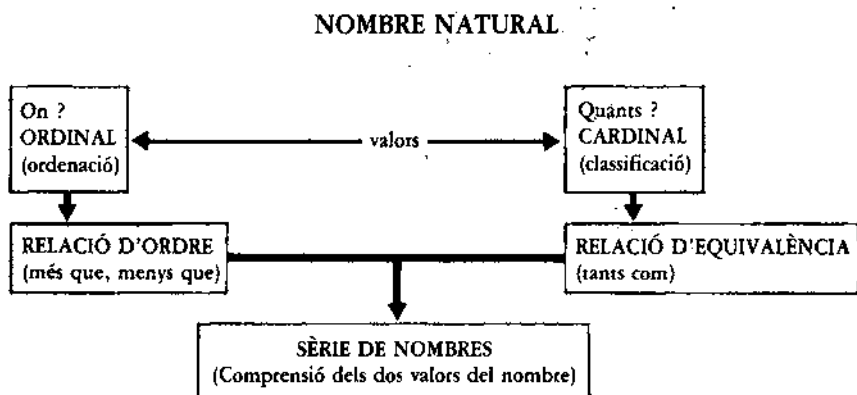 NOMBRE NATURAL
On ?
ORDINAL
(ordenació)
valors
Quants ?
CARDINAL
(classificació)
RELACIÓ D'ORDRE
(més que, menys que)
RELACIÓ D'EQUIVALÈNCIA
(tants com)
SÈRIE DE NOMBRES
(Comprensió dels dos valors del nombre)